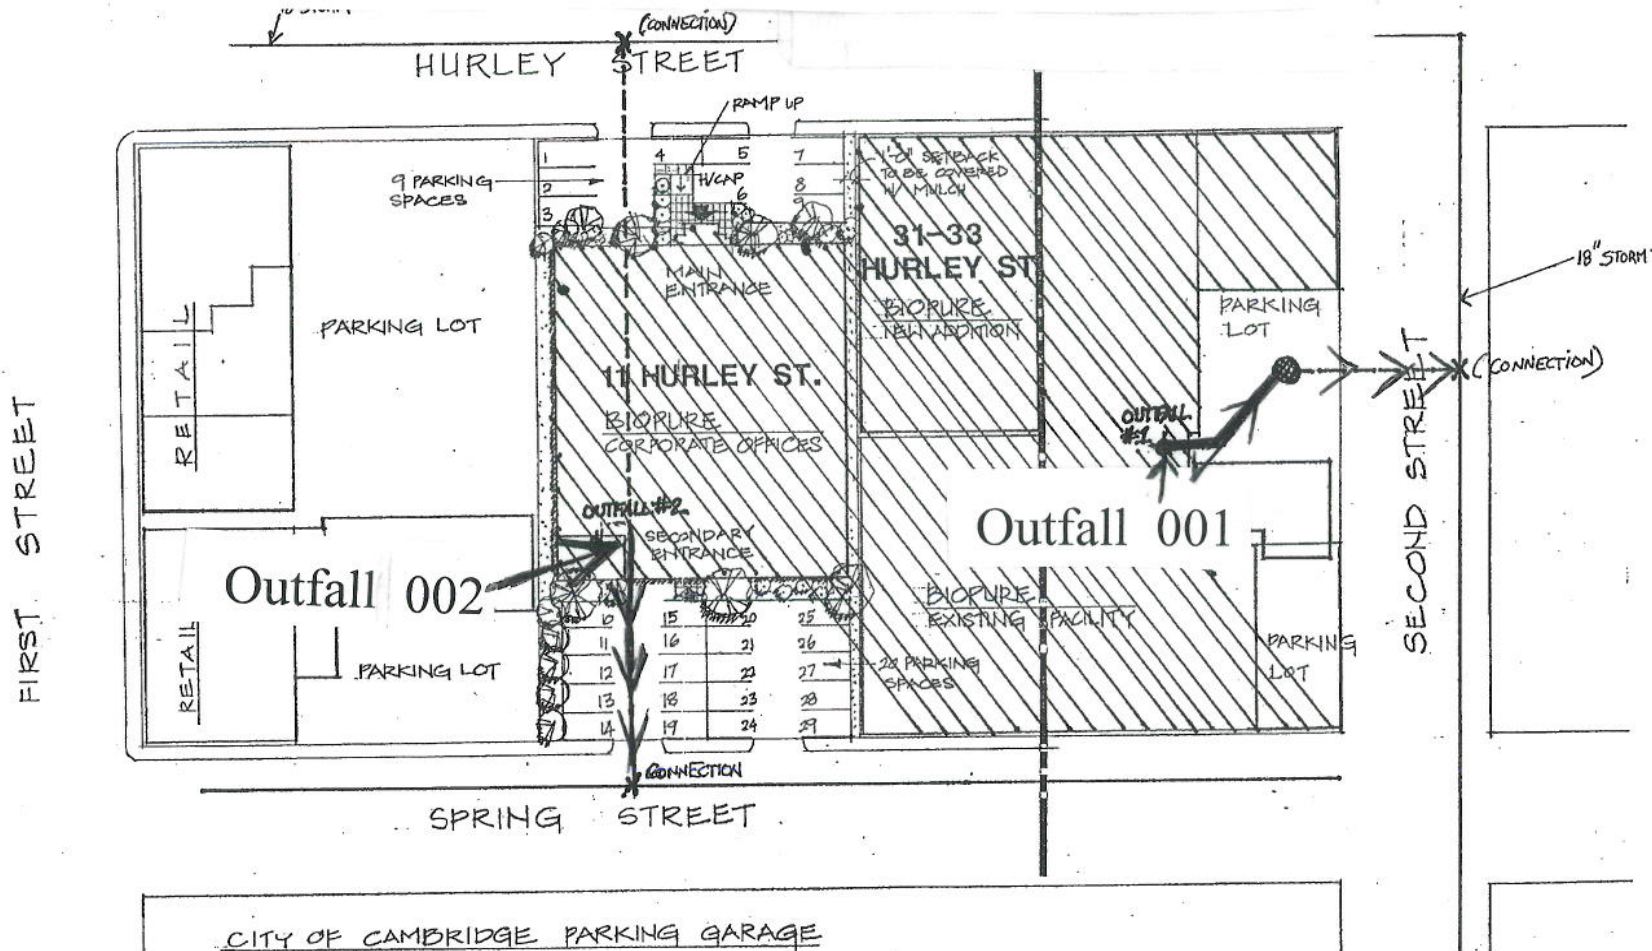 (CONNECTION)
HURLEY STREET
RAMP UP
1
2
3
4
5
6
7
8
9
H/CAP
9 PARKING
SPACES
1'-0" SETBACK
TO BE COVERED
W/ MULCH
31-33
HURLEY ST
BIOPURE
NEW ADDITION
MAIN
ENTRANCE
18" STORM
PARKING
LOT
PARKING LOT
RETAIL
11 HURLEY ST.
BIOPURE
CORPORATE OFFICES
(CONNECTION)
OUTFALL
#1
FIRST STREET
SECOND STREET
OUTFALL #2
SECONDARY
ENTRANCE
Outfall 001
Outfall 002
BIOPURE
EXISTING FACILITY
RETAIL
PARKING LOT
PARKING
LOT
10
11
12
13
14
15
16
17
18
19
20
21
22
23
24
25
26
27
28
29
20 PARKING
SPACES
CONNECTION
SPRING STREET
CITY OF CAMBRIDGE PARKING GARAGE